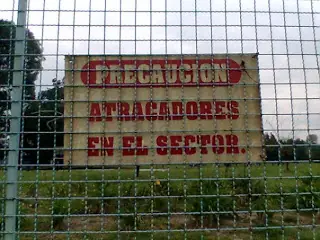 PRECAUCION
ATRACADORES
EN EL SECTOR.